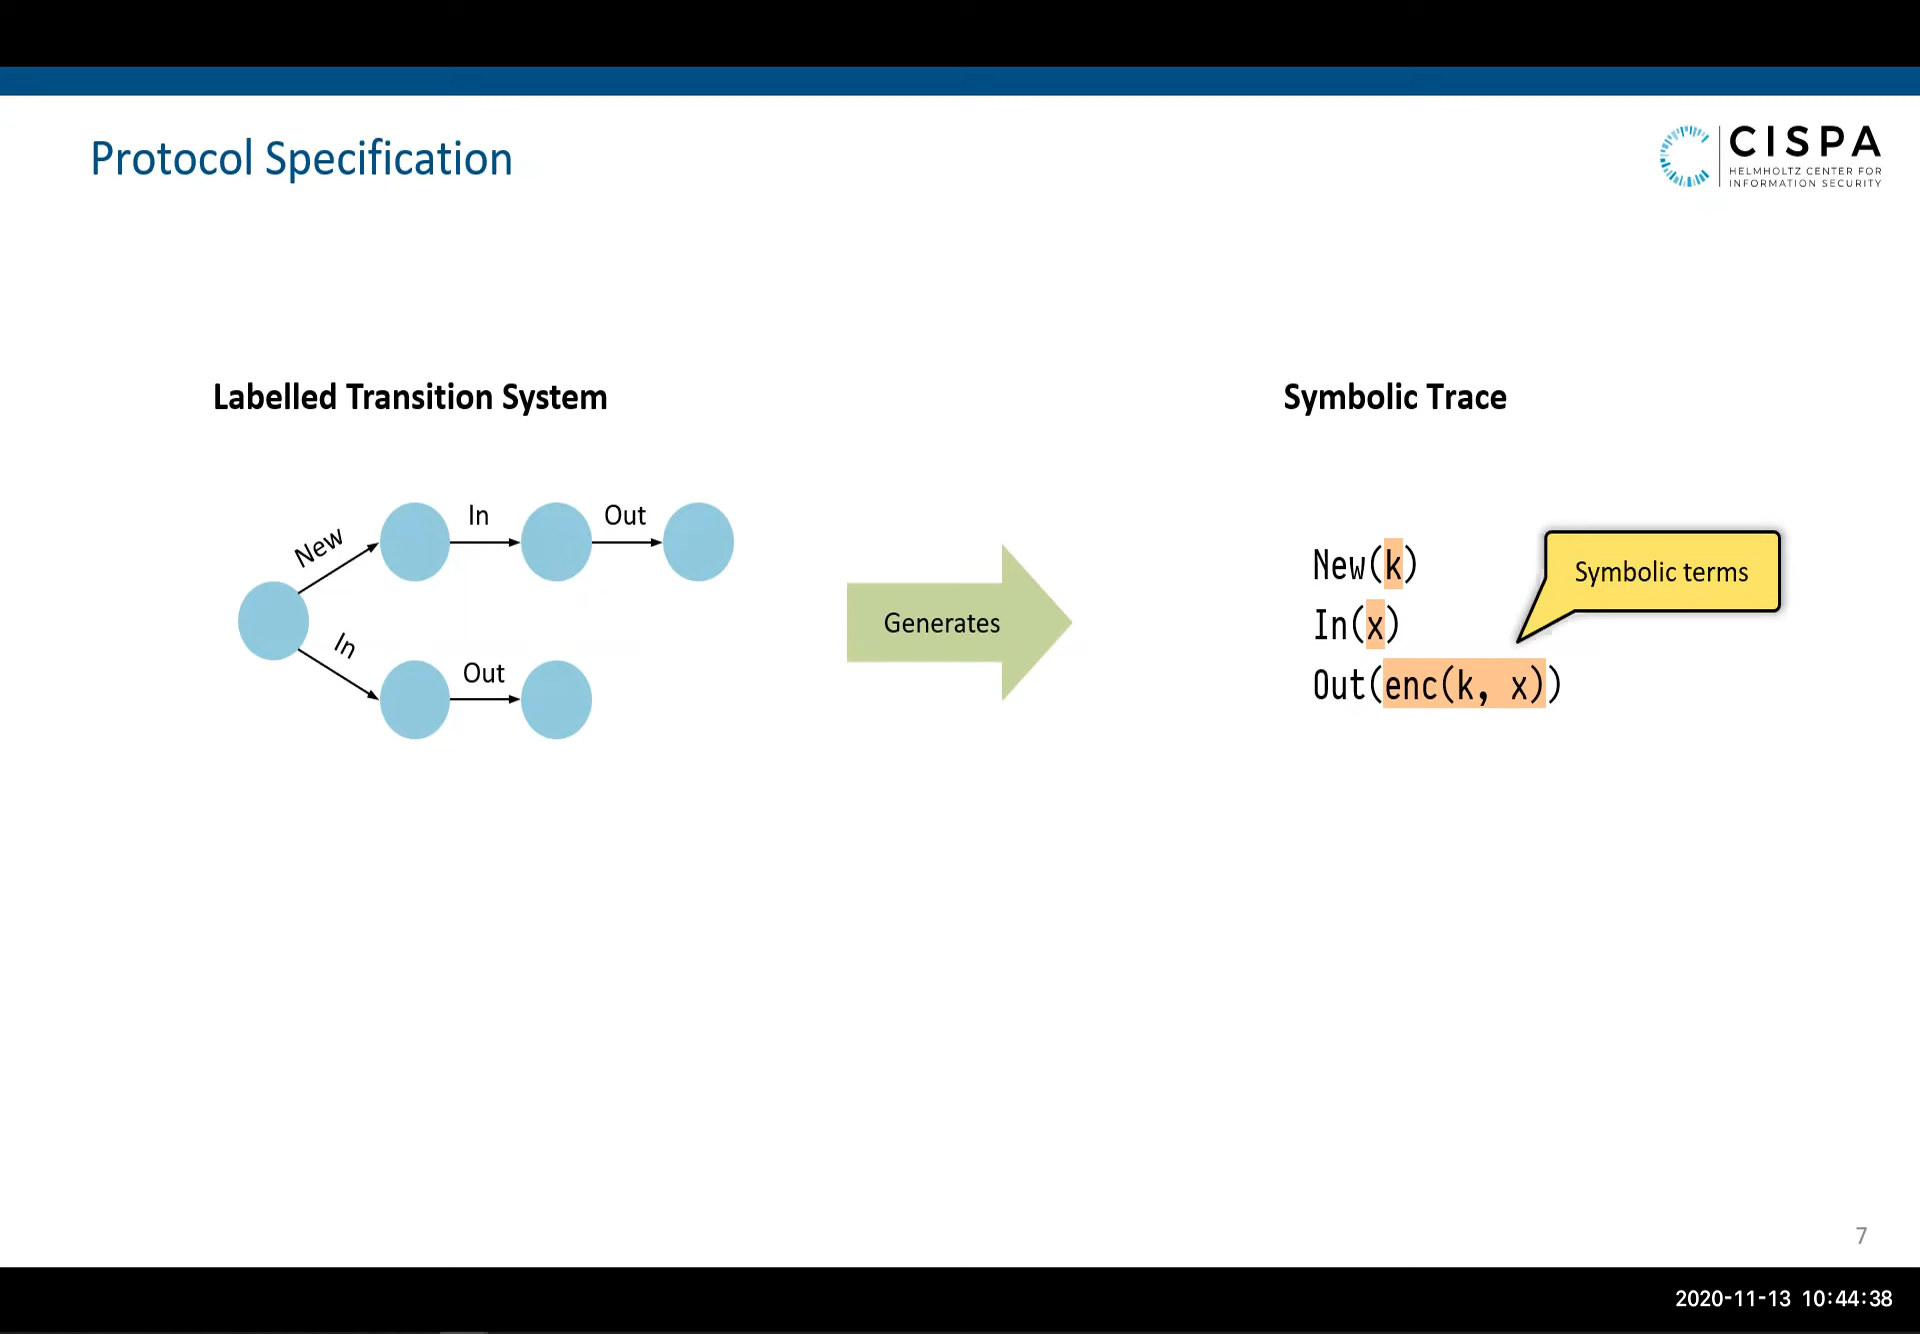 Protocol Specification
CISPA
HELMHOLTZ CENTER FOR
INFORMATION SECURITY
Labelled Transition System
Symbolic Trace
New
In
Out
In
Out
Generates
New(k)
In(x)
Out(enc(k, x))
Symbolic terms
7
2020-11-13 10:44:38